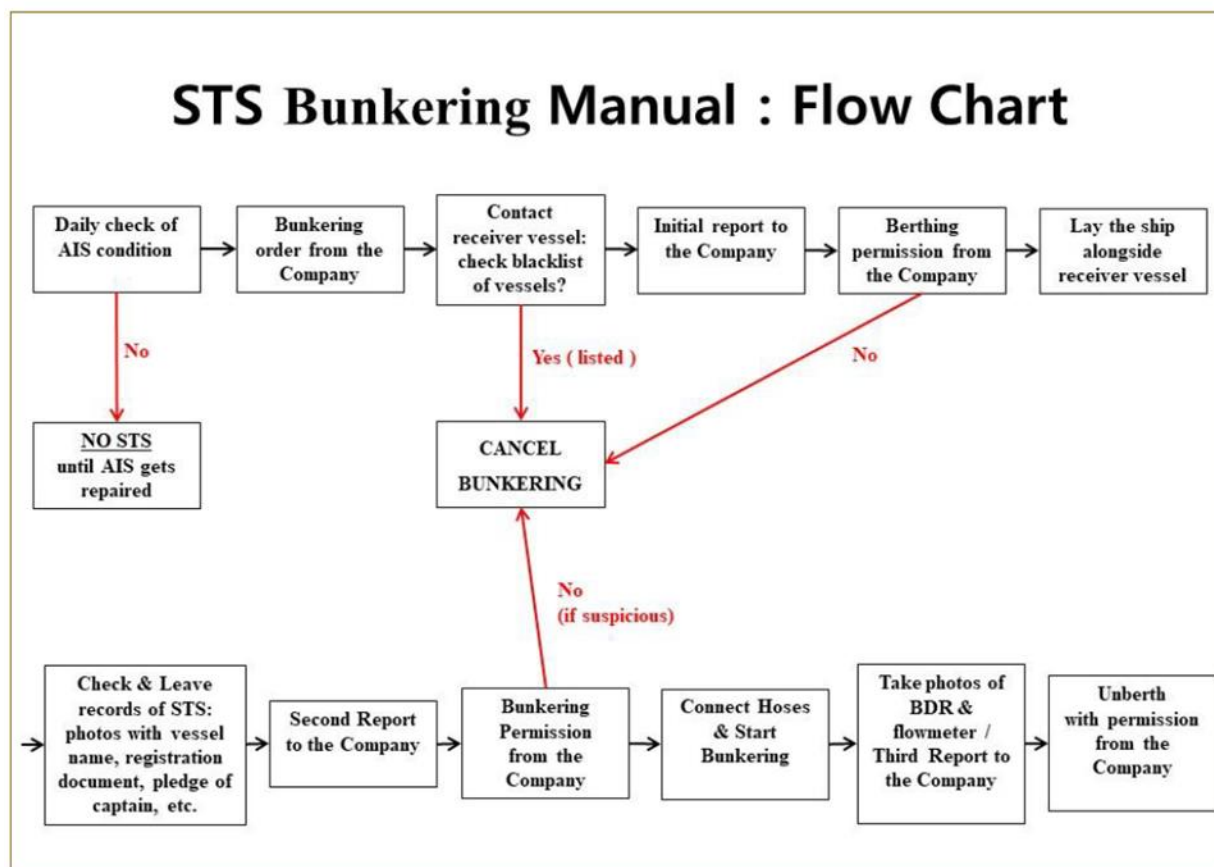 STS Bunkering Manual : Flow Chart
Daily check of
AIS condition
Bunkering
order from the
Company
Contact
receiver vessel:
check blacklist
of vessels?
Initial report to
the Company
Berthing
permission from
the Company
Lay the ship
alongside
receiver vessel
No
Yes ( listed )
No
NO STS
until AIS gets
repaired
CANCEL
BUNKERING
No
(if suspicious)
Check & Leave
records of STS:
photos with vessel
name, registration
document, pledge of
captain, etc.
Second Report
to the Company
Bunkering
Permission
from the
Company
Connect Hoses
& Start
Bunkering
Take photos of
BDR &
flowmeter /
Third Report to
the Company
Unberth
with permission
from the
Company